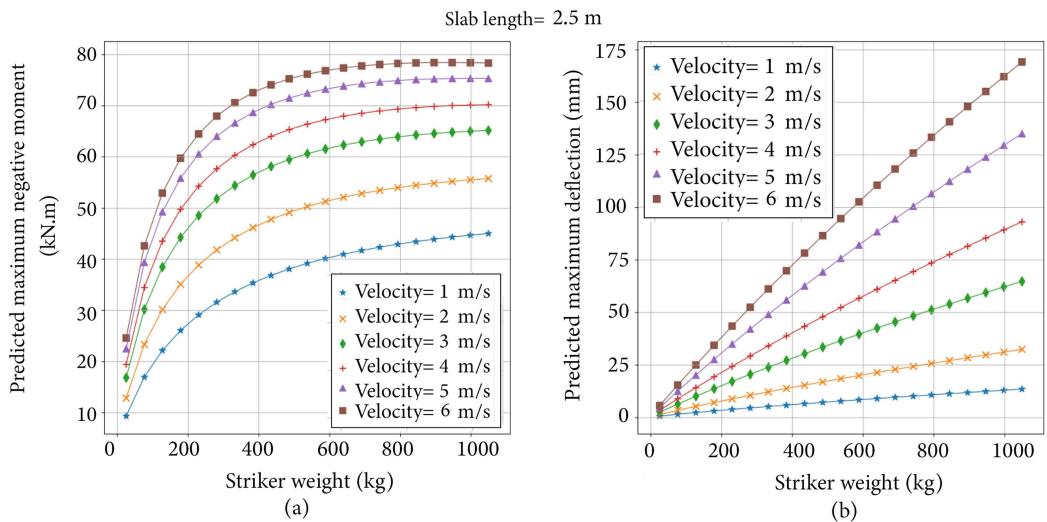 Slab length= 2.5 m
Predicted maximum negative moment
(kN.m)
80
70
60
50
40
30
20
10
Velocity= 1 m/s
Velocity= 2 m/s
Velocity= 3 m/s
Velocity= 4 m/s
Velocity= 5 m/s
Velocity= 6 m/s
0
200
400
600
800
1000
Striker weight (kg)
(a)
Predicted maximum deflection (mm)
175
150
125
100
75
50
25
0
Velocity= 1 m/s
Velocity= 2 m/s
Velocity= 3 m/s
Velocity= 4 m/s
Velocity= 5 m/s
Velocity= 6 m/s
0
200
400
600
800
1000
Striker weight (kg)
(b)